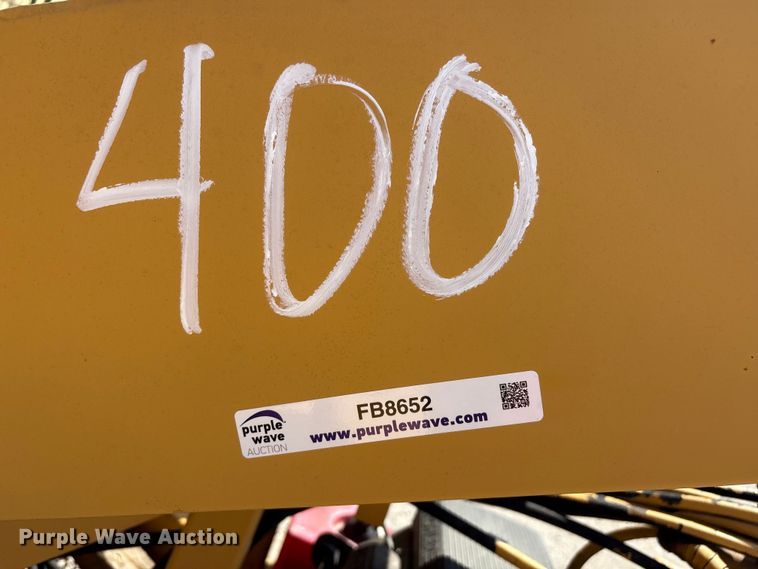 400
FB8652
purple
wave
AUCTION
www.purplewave.com
Purple Wave Auction